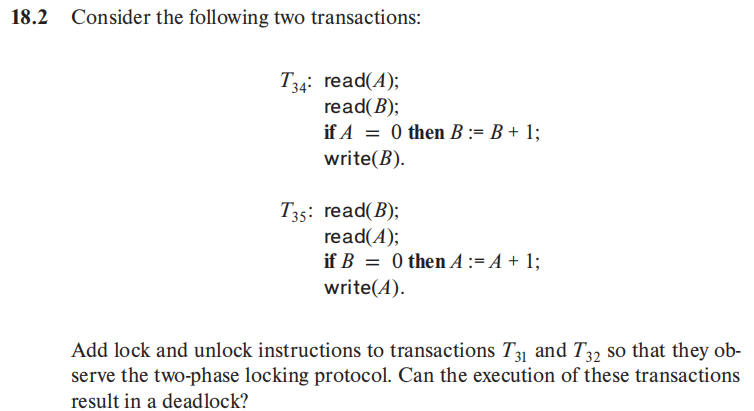 18.2 Consider the following two transactions:
T34: read(A);
read(B);
if A = 0 then B := B + 1;
write(B).
T35: read(B);
read(A);
if B = 0 then A := A + 1;
write(A).
Add lock and unlock instructions to transactions T31 and T32 so that they ob-
serve the two-phase locking protocol. Can the execution of these transactions
result in a deadlock?